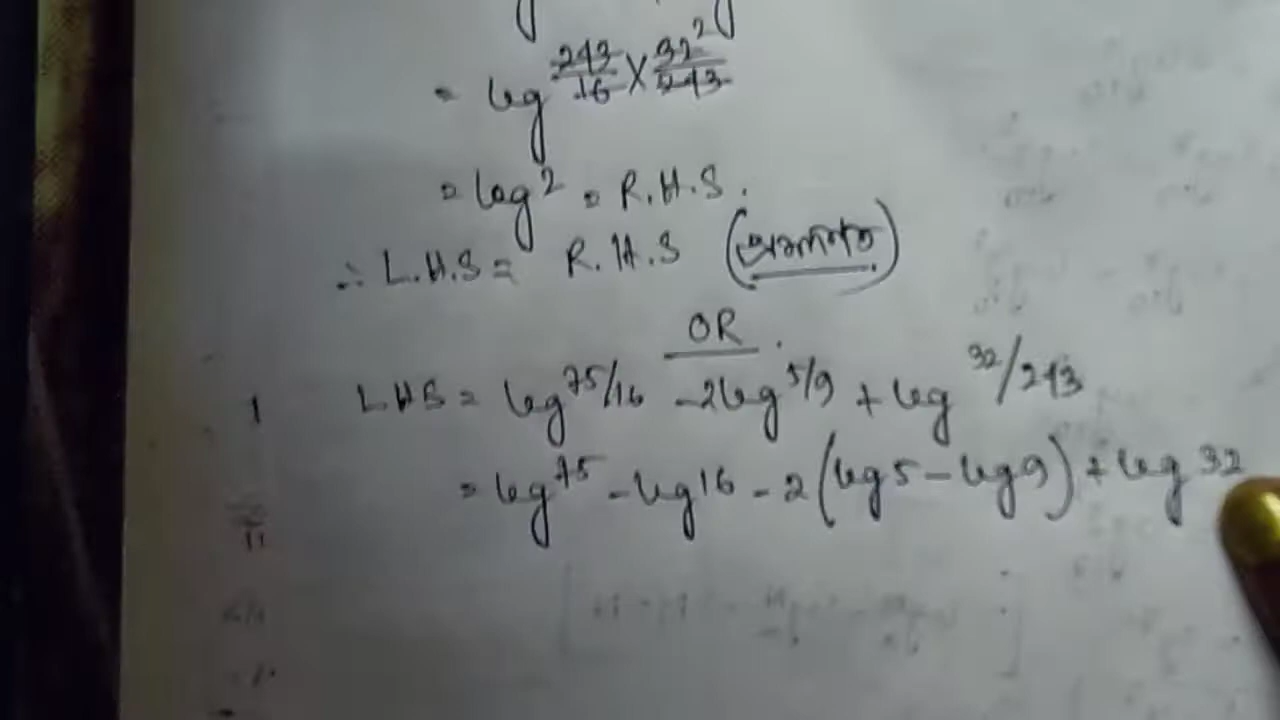 = log 243/16 × 32²/243
= log 2 = R.H.S.
∴ L.H.S = R.H.S (প্রমাণিত)
OR.
LHS = log 75/16 - 2log 5/9 + log 32/243
= log 75 - log 16 - 2(log 5 - log 9) + log 32